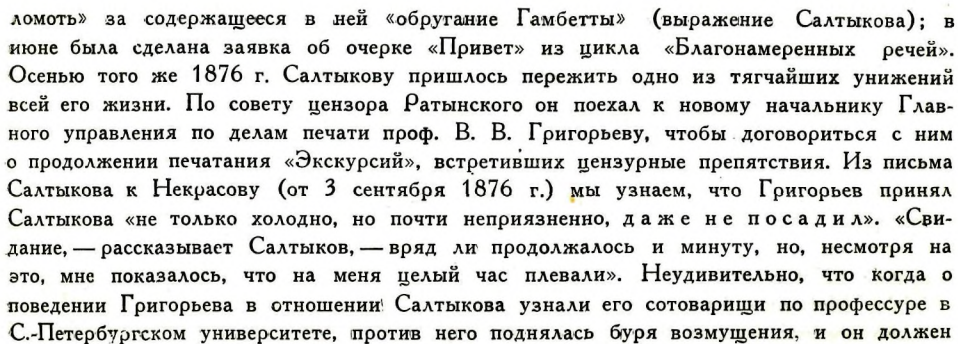 ломоть» за содержащееся в ней «обругание Гамбетты» (выражение Салтыкова); в
июне была сделана заявка об очерке «Привет» из цикла «Благонамеренных речей».
Осенью того же 1876 г. Салтыкову пришлось пережить одно из тягчайших унижений
всей его жизни. По совету цензора Ратынского он поехал к новому начальнику Глав-
ного управления по делам печати проф. В. В. Григорьеву, чтобы договориться с ним
о продолжении печатания «Экскурсий», встретивших цензурные препятствия. Из письма
Салтыкова к Некрасову (от 3 сентября 1876 г.) мы узнаем, что Григорьев принял
Салтыкова «не только холодно, но почти неприязненно, даже не посадил». «Сви-
дание, — рассказывает Салтыков, — вряд ли продолжалось и минуту, но, несмотря на
это, мне показалось, что на меня целый час плевали». Неудивительно, что когда о
поведении Григорьева в отношении Салтыкова узнали его сотоварищи по профессуре в
С.-Петербургском университете, против него поднялась буря возмущения, и он должен